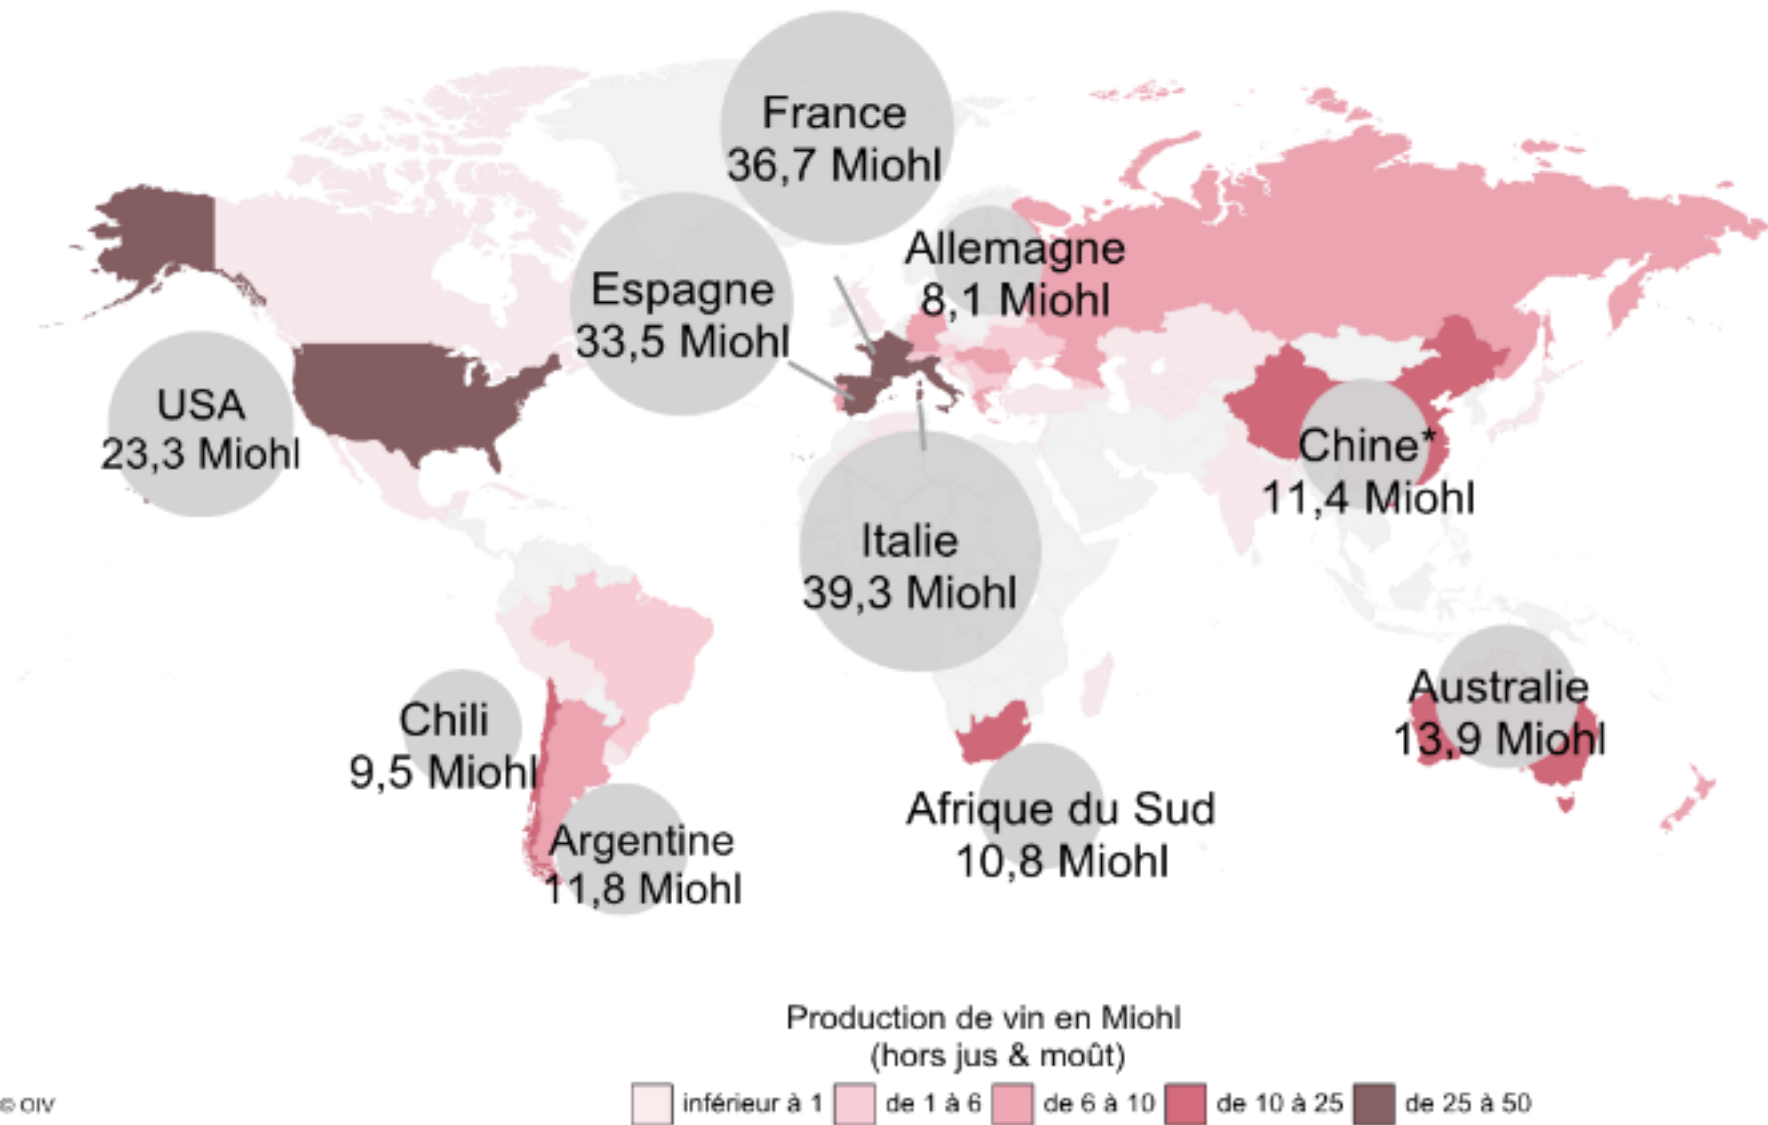 France
36,7 Miohl
Allemagne
8,1 Miohl
Espagne
33,5 Miohl
USA
23,3 Miohl
Chine*
11,4 Miohl
Italie
39,3 Miohl
Chili
9,5 Miohl
Australie
13,9 Miohl
Afrique du Sud
10,8 Miohl
Argentine
11,8 Miohl
Production de vin en Miohl
(hors jus & moût)
© OIV
inférieur à 1 de 1 à 6 de 6 à 10 de 10 à 25 de 25 à 50